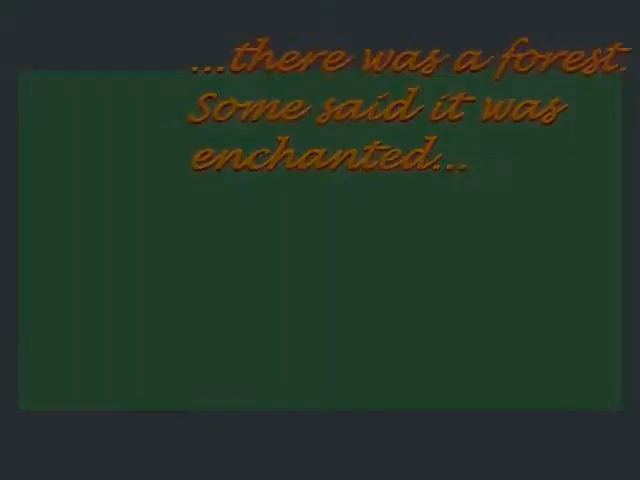 ...there was a forest.
Some said it was
enchanted...